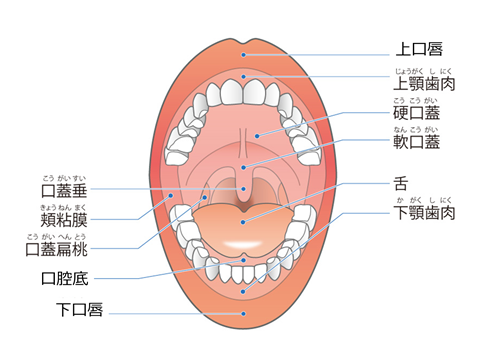 上口唇
じょうがく し にく
上顎歯肉
こう こう がい
硬口蓋
なん こう がい
軟口蓋
舌
か がく し にく
下顎歯肉
こう がい すい
口蓋垂
きょう ねん まく
頬粘膜
こう がい へん とう
口蓋扁桃
口腔底
下口唇